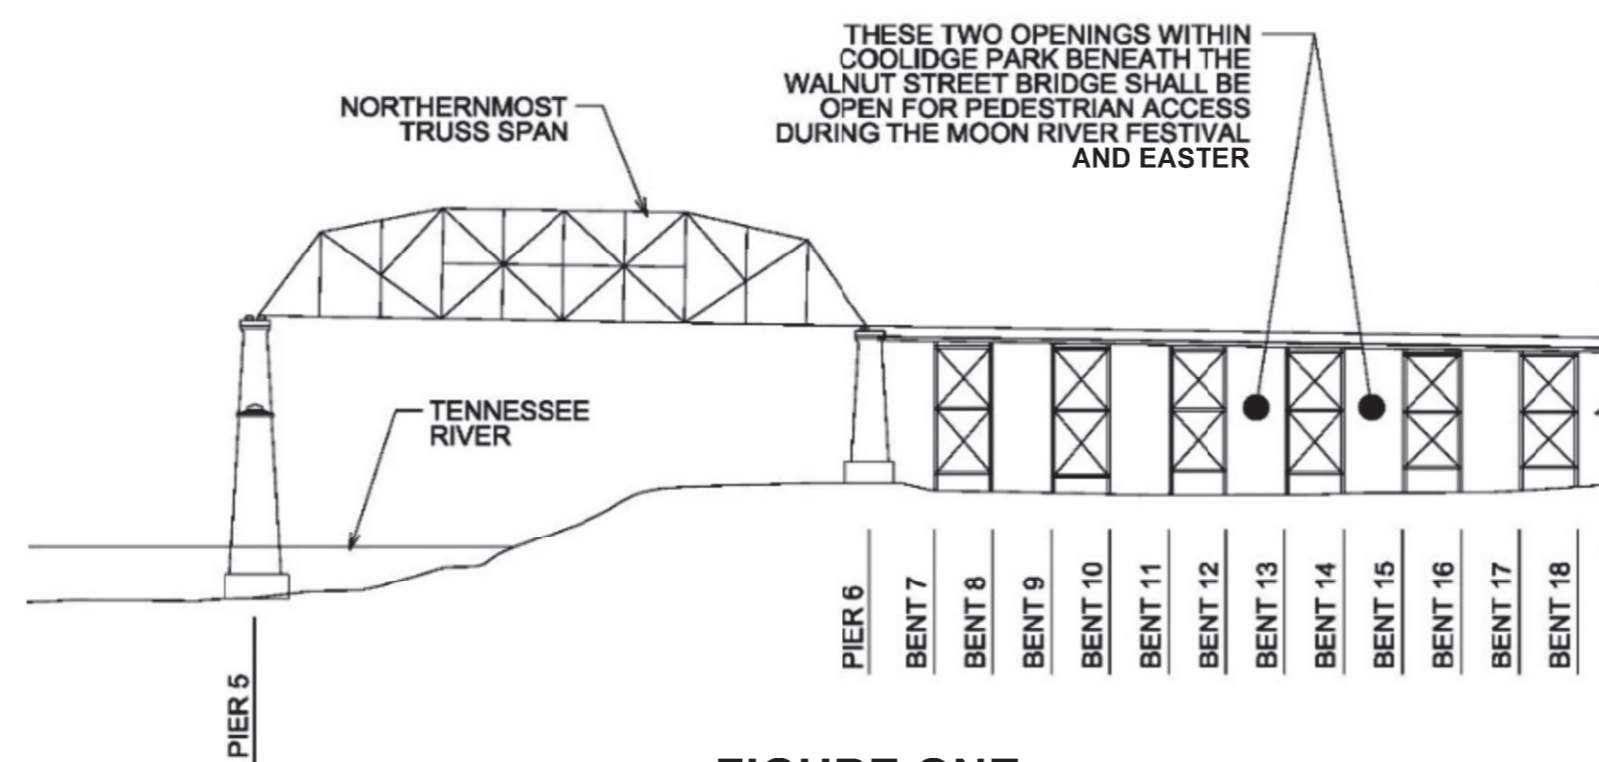 THESE TWO OPENINGS WITHIN
COOLIDGE PARK BENEATH THE
WALNUT STREET BRIDGE SHALL BE
OPEN FOR PEDESTRIAN ACCESS
DURING THE MOON RIVER FESTIVAL
AND EASTER
NORTHERNMOST
TRUSS SPAN
TENNESSEE
RIVER
PIER 5
PIER 6
BENT 7
BENT 8
BENT 9
BENT 10
BENT 11
BENT 12
BENT 13
BENT 14
BENT 15
BENT 16
BENT 17
BENT 18
FIGURE ONE